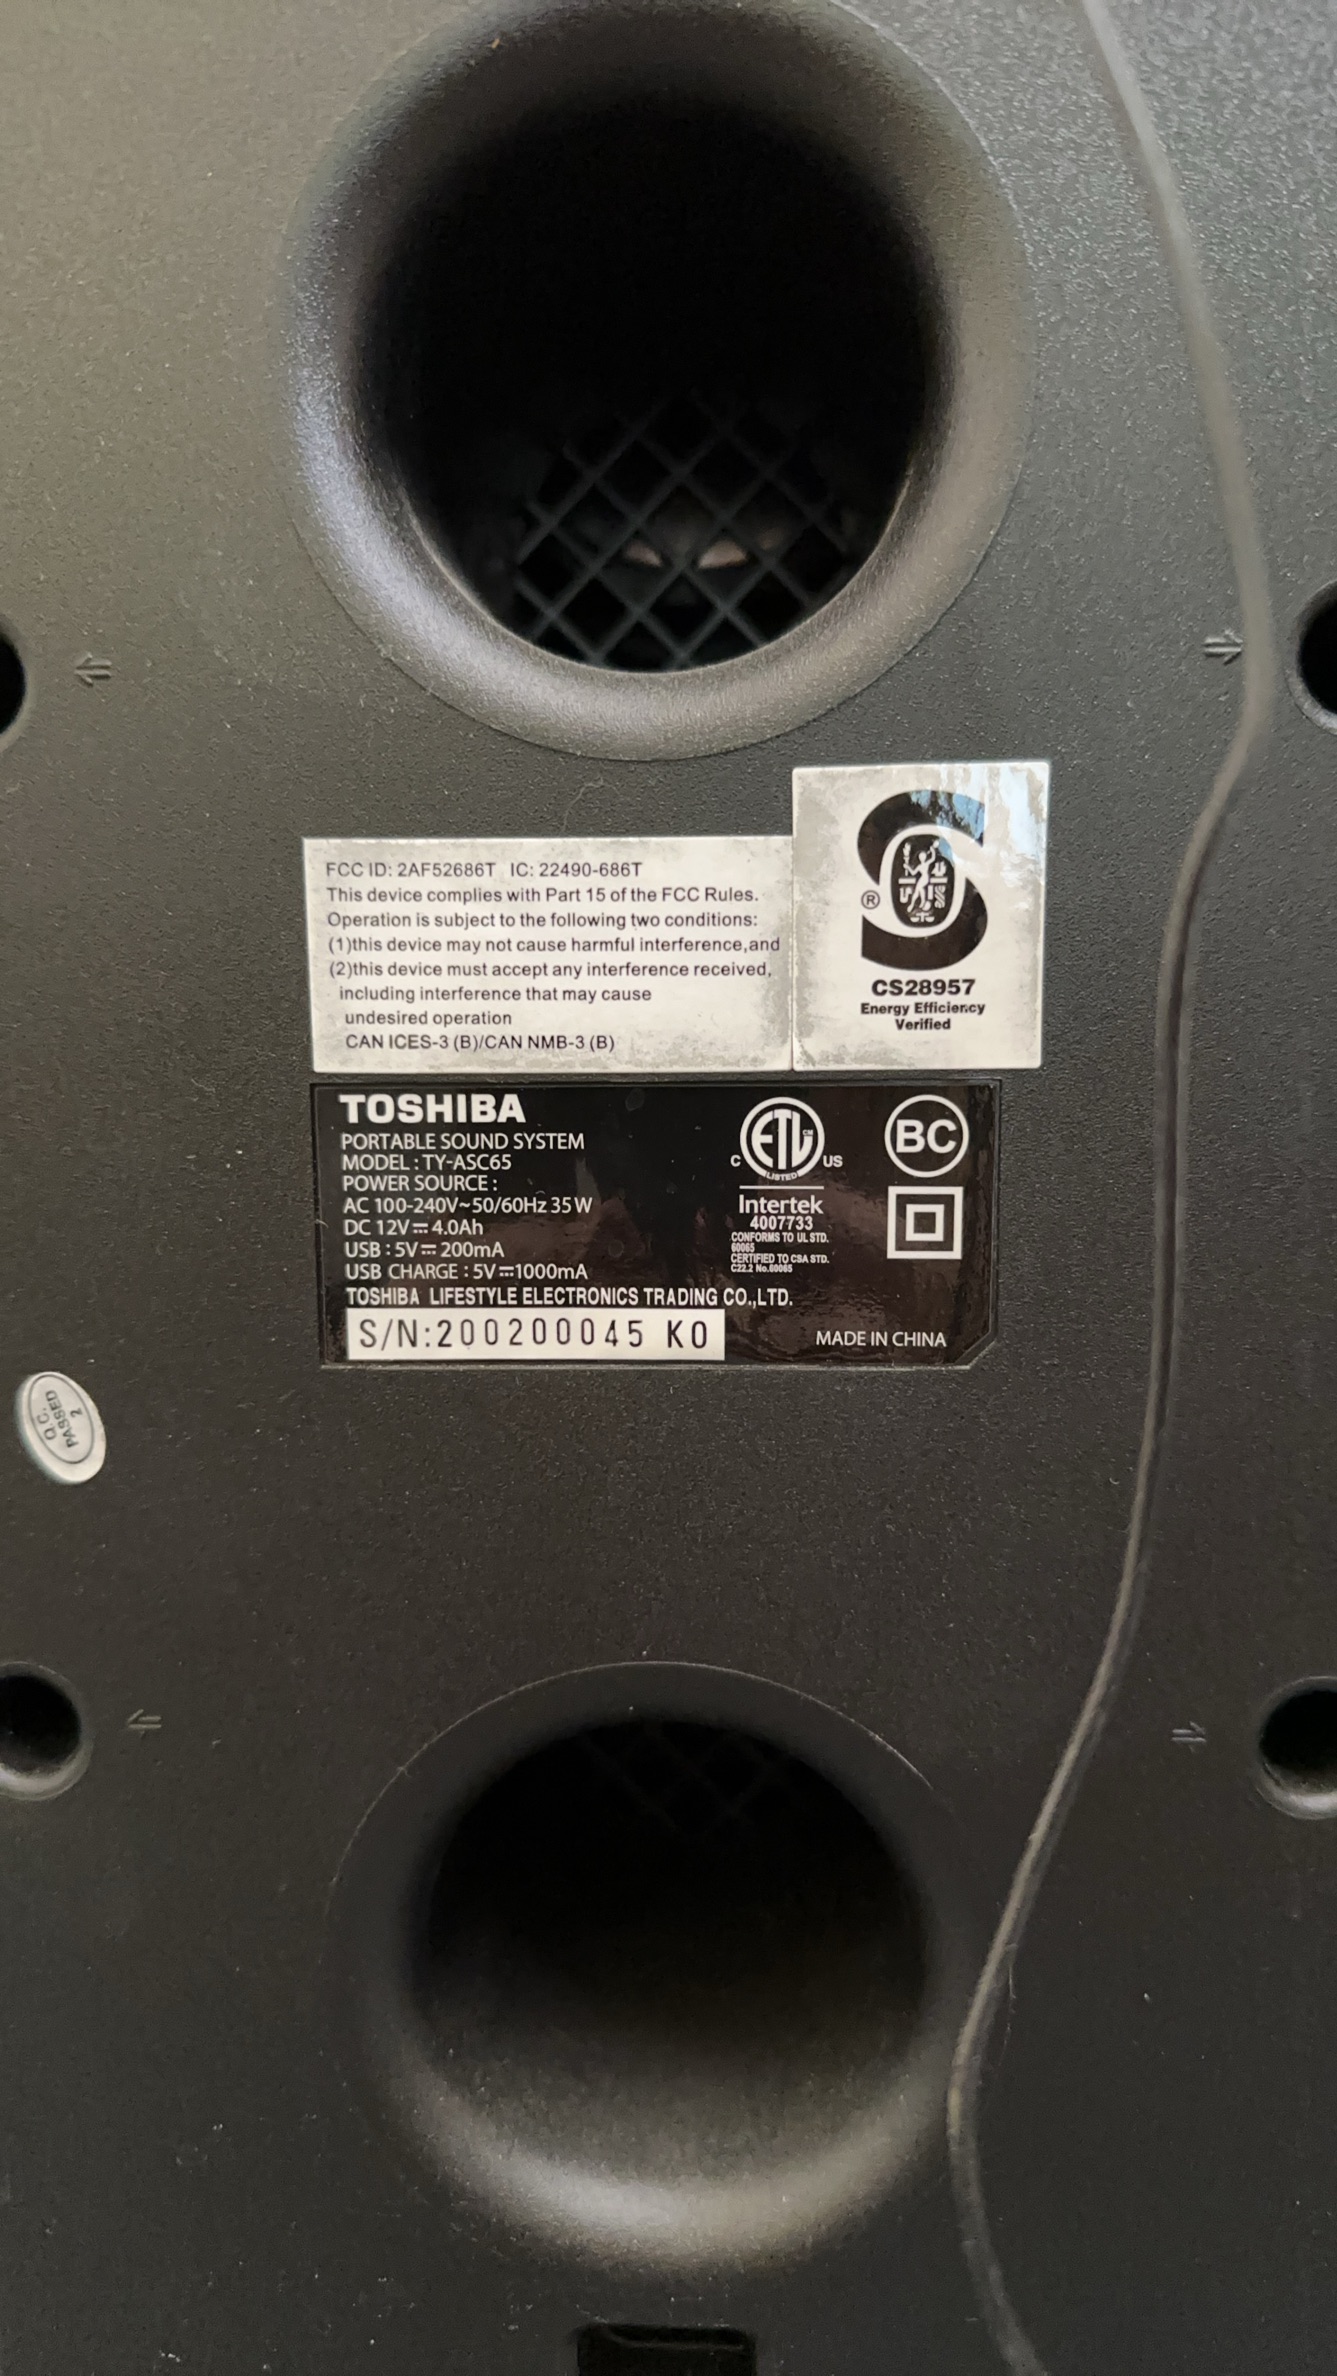 FCC ID: 2AF52686T IC: 22490-686T
This device complies with Part 15 of the FCC Rules.
Operation is subject to the following two conditions:
(1)this device may not cause harmful interference,and
(2)this device must accept any interference received,
including interference that may cause
undesired operation
CAN ICES-3 (B)/CAN NMB-3 (B)
S
®
CS28957
Energy Efficiency
Verified
TOSHIBA
PORTABLE SOUND SYSTEM
MODEL : TY-ASC65
POWER SOURCE :
AC 100-240V~50/60Hz 35W
DC 12V⎓4.0Ah
USB : 5V⎓200mA
USB CHARGE : 5V⎓1000mA
TOSHIBA LIFESTYLE ELECTRONICS TRADING CO.,LTD.
S/N:200200045 K0
ETL CM
C US
LISTED
Intertek
4007733
CONFORMS TO UL STD.
60065
CERTIFIED TO CSA STD.
C22.2 No.60065
BC
MADE IN CHINA
Q.C.
PASSED
2